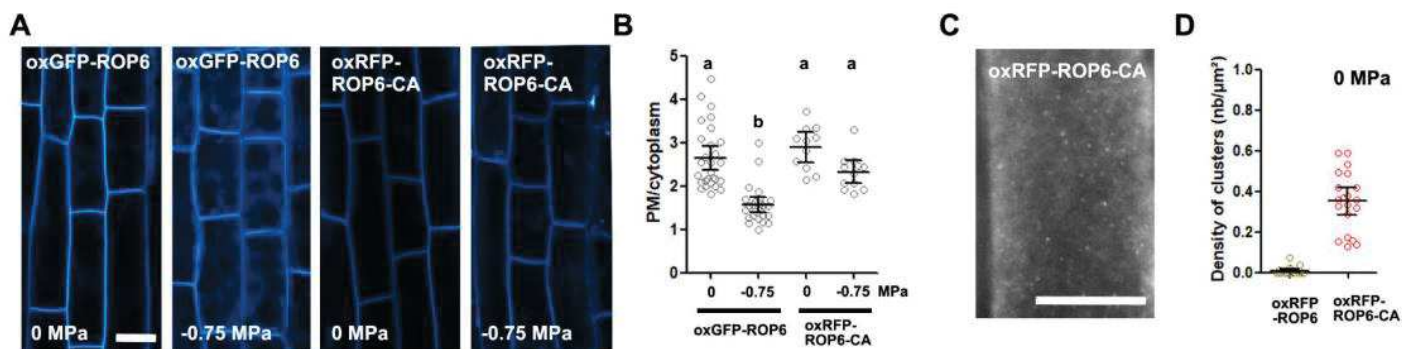 A
oxGFP-ROP6
0 MPa
oxGFP-ROP6
-0.75 MPa
oxRFP-
ROP6-CA
0 MPa
oxRFP-
ROP6-CA
-0.75 MPa
B
PM/cytoplasm
5
4
3
2
1
0
a
b
a
a
0
-0.75
0
-0.75
MPa
oxGFP-ROP6
oxRFP-
ROP6-CA
C
oxRFP-ROP6-CA
D
Density of clusters (nb/µm²)
1.0
0.8
0.6
0.4
0.2
0.0
0 MPa
oxRFP
-ROP6
oxRFP-
ROP6-CA